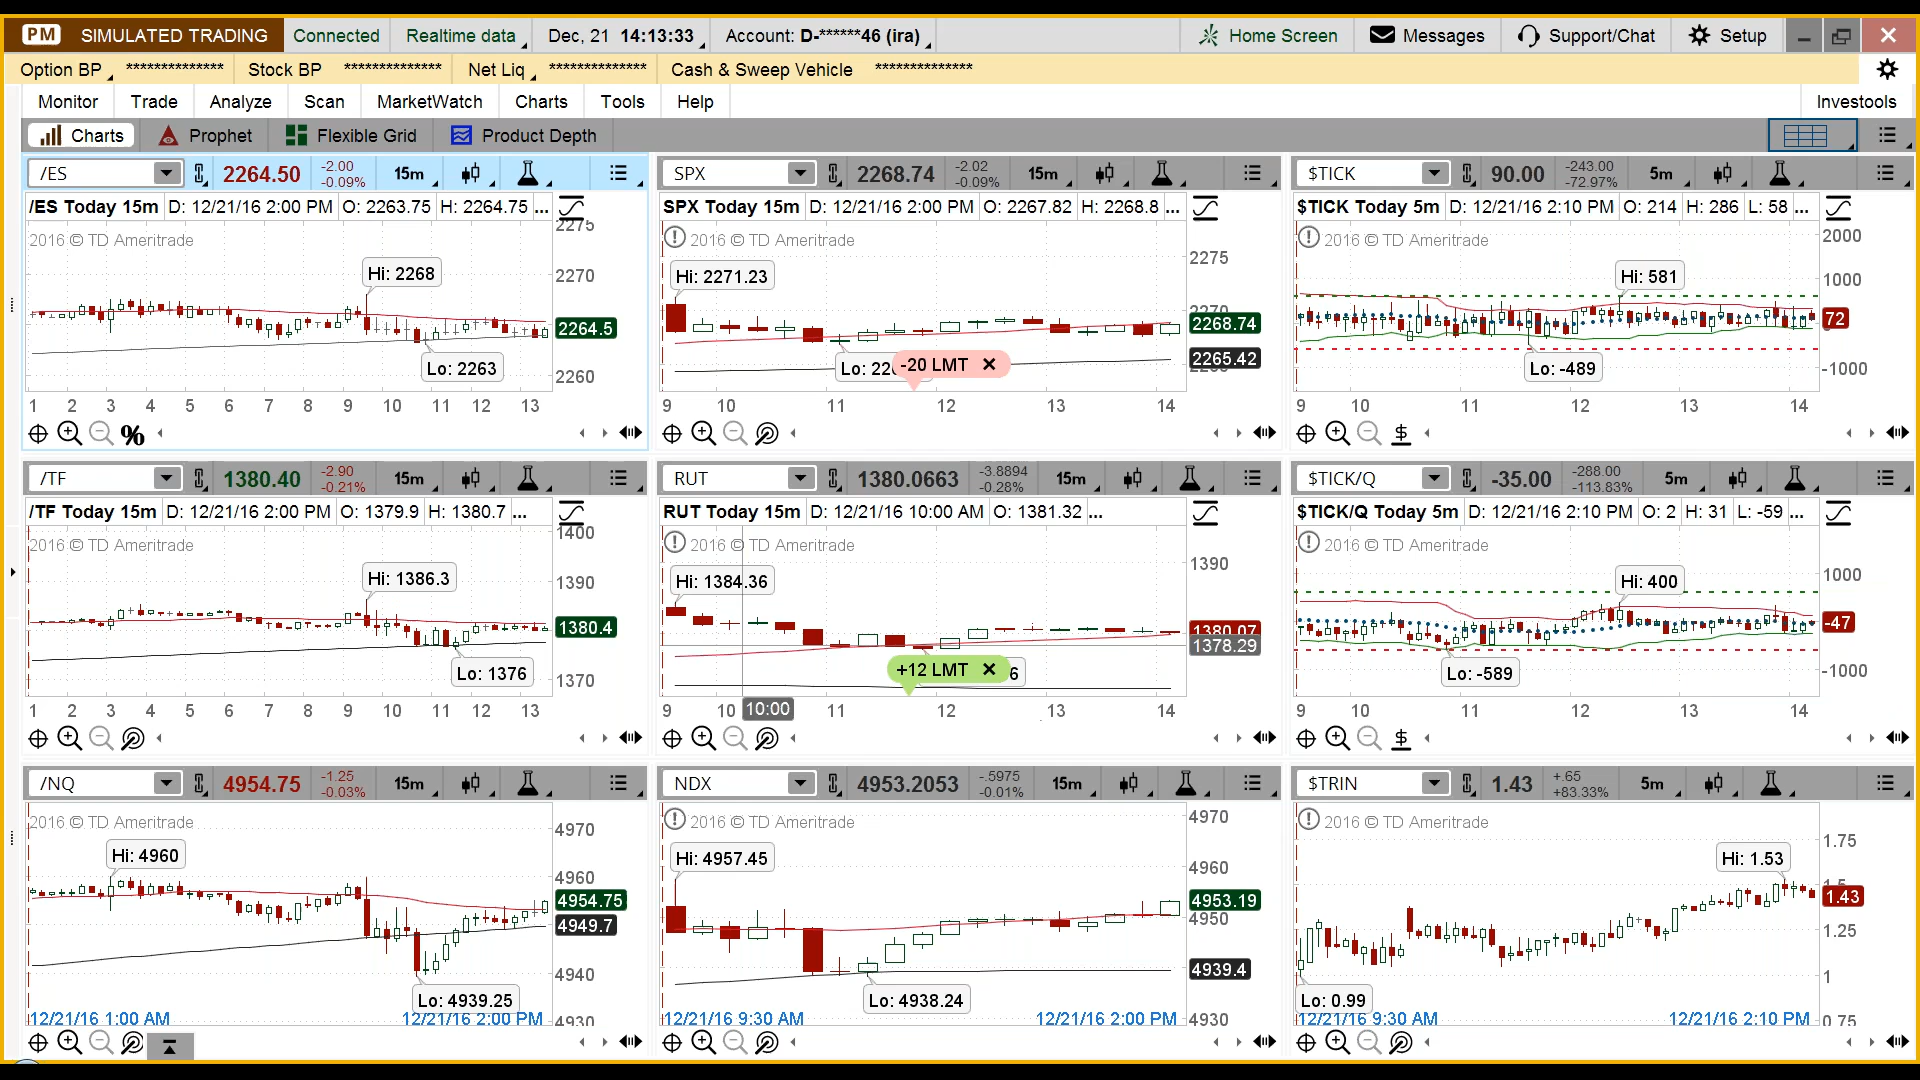 PM SIMULATED TRADING Connected Realtime data Dec, 21 14:13:33 Account: D-******46 (ira) Home Screen Messages Support/Chat Setup
Option BP ************** Stock BP ************** Net Liq ************** Cash & Sweep Vehicle **************
Monitor Trade Analyze Scan MarketWatch Charts Tools Help Investools
Charts Prophet Flexible Grid Product Depth
/ES 2264.50 -2.00 -0.09% 15m
/ES Today 15m D: 12/21/16 2:00 PM O: 2263.75 H: 2264.75 ...
2016 © TD Ameritrade
Hi: 2268
Lo: 2263
2275
2270
2264.5
2260
1 2 3 4 5 6 7 8 9 10 11 12 13
%
SPX 2268.74 -2.02 -0.09% 15m
SPX Today 15m D: 12/21/16 2:00 PM O: 2267.82 H: 2268.8 ...
2016 © TD Ameritrade
Hi: 2271.23
-20 LMT
2275
2268.74
2265.42
9 10 11 12 13 14
$TICK 90.00 -243.00 -72.97% 5m
$TICK Today 5m D: 12/21/16 2:10 PM O: 214 H: 286 L: 58 ...
2016 © TD Ameritrade
Hi: 581
Lo: -489
2000
1000
72
-1000
9 10 11 12 13 14
$
/TF 1380.40 -2.90 -0.21% 15m
/TF Today 15m D: 12/21/16 2:00 PM O: 1379.9 H: 1380.7 ...
2016 © TD Ameritrade
Hi: 1386.3
Lo: 1376
1400
1390
1380.4
1370
1 2 3 4 5 6 7 8 9 10 11 12 13
RUT 1380.0663 -3.8894 -0.28% 15m
RUT Today 15m D: 12/21/16 10:00 AM O: 1381.32 ...
2016 © TD Ameritrade
Hi: 1384.36
+12 LMT
1390
1380.07
1378.29
9 10 10:00 11 12 13 14
$TICK/Q -35.00 -288.00 -113.83% 5m
$TICK/Q Today 5m D: 12/21/16 2:10 PM O: 2 H: 31 L: -59 ...
2016 © TD Ameritrade
Hi: 400
Lo: -589
1000
-47
-1000
9 10 11 12 13 14
$
/NQ 4954.75 -1.25 -0.03% 15m
2016 © TD Ameritrade
Hi: 4960
Lo: 4939.25
4970
4960
4954.75
4949.7
4940
4930
12/21/16 1:00 AM 12/21/16 2:00 PM
NDX 4953.2053 -.5975 -0.01% 15m
2016 © TD Ameritrade
Hi: 4957.45
Lo: 4938.24
4970
4960
4953.19
4950
4939.4
4930
12/21/16 9:30 AM 12/21/16 2:00 PM
$TRIN 1.43 +.65 +83.33% 5m
2016 © TD Ameritrade
Hi: 1.53
Lo: 0.99
1.75
1.43
1.25
1
0.75
12/21/16 9:30 AM 12/21/16 2:10 PM